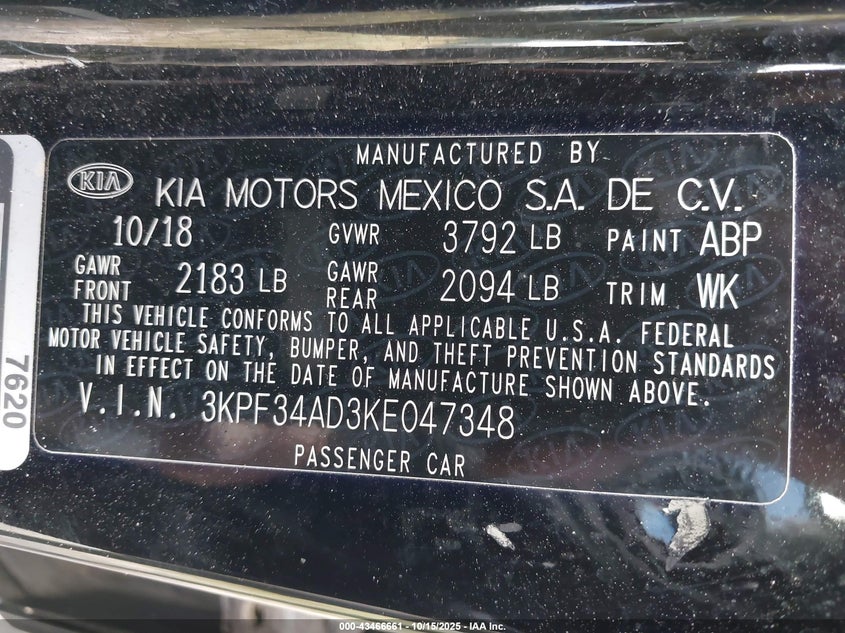 MANUFACTURED BY
KIA KIA MOTORS MEXICO S.A. DE C.V.
10/18 GVWR 3792 LB PAINT ABP
GAWR FRONT 2183 LB GAWR REAR 2094 LB TRIM WK
THIS VEHICLE CONFORMS TO ALL APPLICABLE U.S.A. FEDERAL
MOTOR VEHICLE SAFETY, BUMPER, AND THEFT PREVENTION STANDARDS
IN EFFECT ON THE DATE OF MANUFACTURE SHOWN ABOVE.
V.I.N. 3KPF34AD3KE047348
PASSENGER CAR
7620
000-43466661 - 10/15/2025 - IAA Inc.